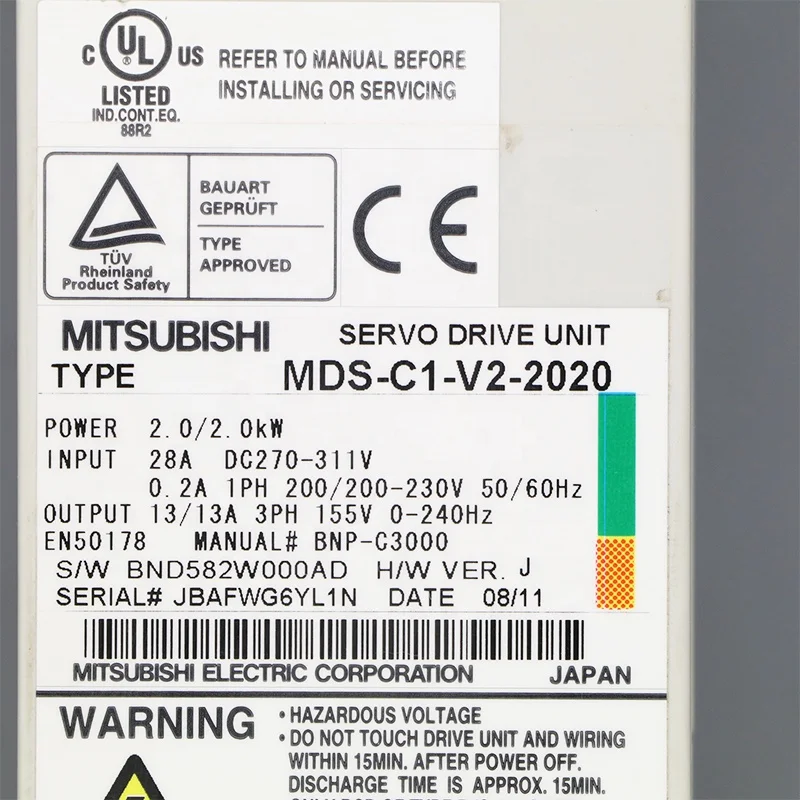 C UL ® US
LISTED
IND.CONT.EQ.
88R2
REFER TO MANUAL BEFORE
INSTALLING OR SERVICING
TÜV
Rheinland
Product Safety
BAUART
GEPRÜFT
TYPE
APPROVED
CE
MITSUBISHI SERVO DRIVE UNIT
TYPE MDS-C1-V2-2020
POWER 2.0/2.0kW
INPUT 28A DC270-311V
0.2A 1PH 200/200-230V 50/60Hz
OUTPUT 13/13A 3PH 155V 0-240Hz
EN50178 MANUAL# BNP-C3000
S/W BND582W000AD H/W VER. J
SERIAL# JBAFWG6YL1N DATE 08/11
MITSUBISHI ELECTRIC CORPORATION JAPAN
WARNING
•HAZARDOUS VOLTAGE
•DO NOT TOUCH DRIVE UNIT AND WIRING
WITHIN 15MIN. AFTER POWER OFF.
DISCHARGE TIME IS APPROX. 15MIN.